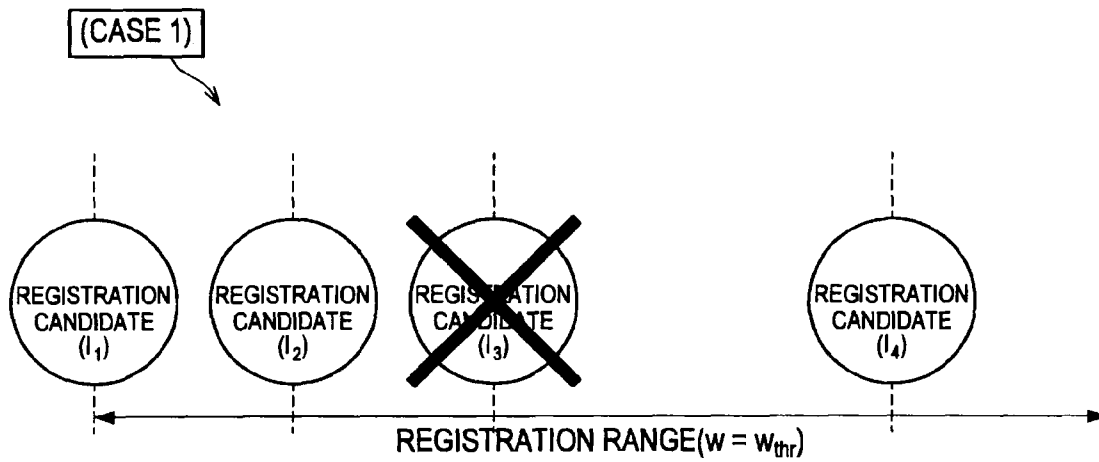 (CASE 1)
REGISTRATION
CANDIDATE
(I₁)
REGISTRATION
CANDIDATE
(I₂)
REGISTRATION
CANDIDATE
(I₃)
REGISTRATION
CANDIDATE
(I₄)
REGISTRATION RANGE(w = wₜₕᵣ)